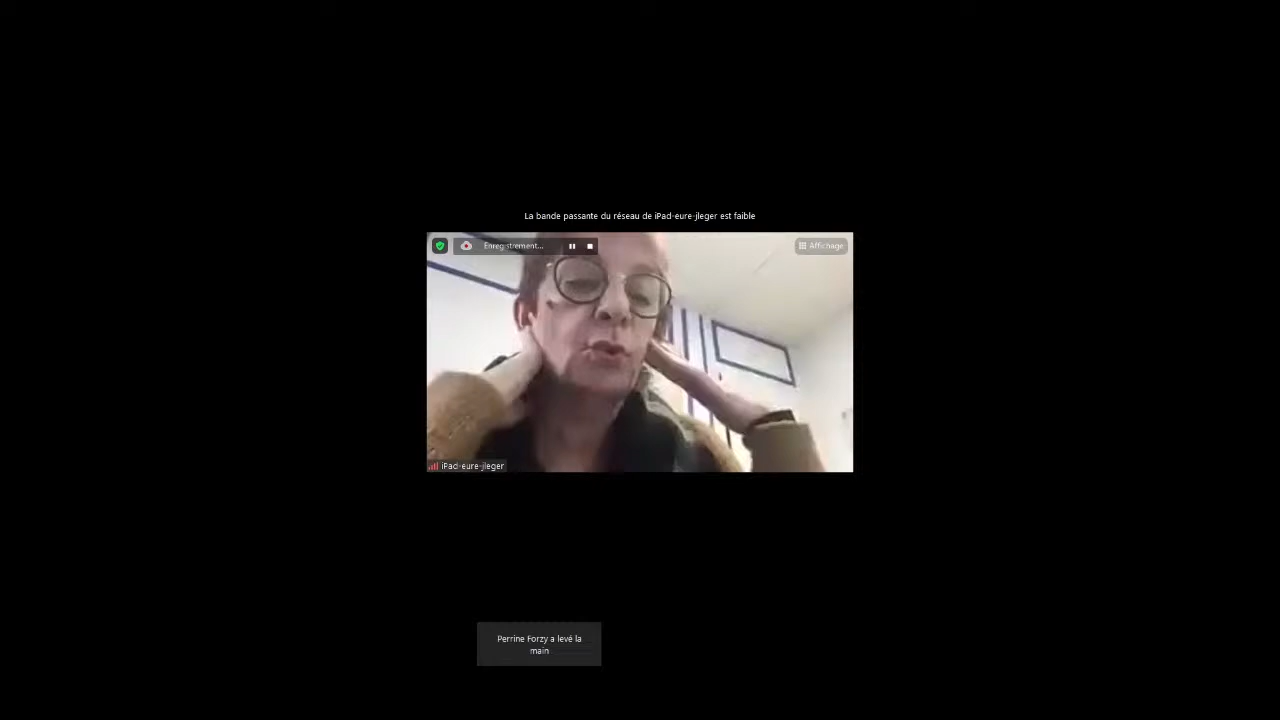 La bande passante du réseau de iPad-eure-jleger est faible
Enregistrement...
Affichage
iPad-eure-jleger
Perrine Forzy a levé la
main